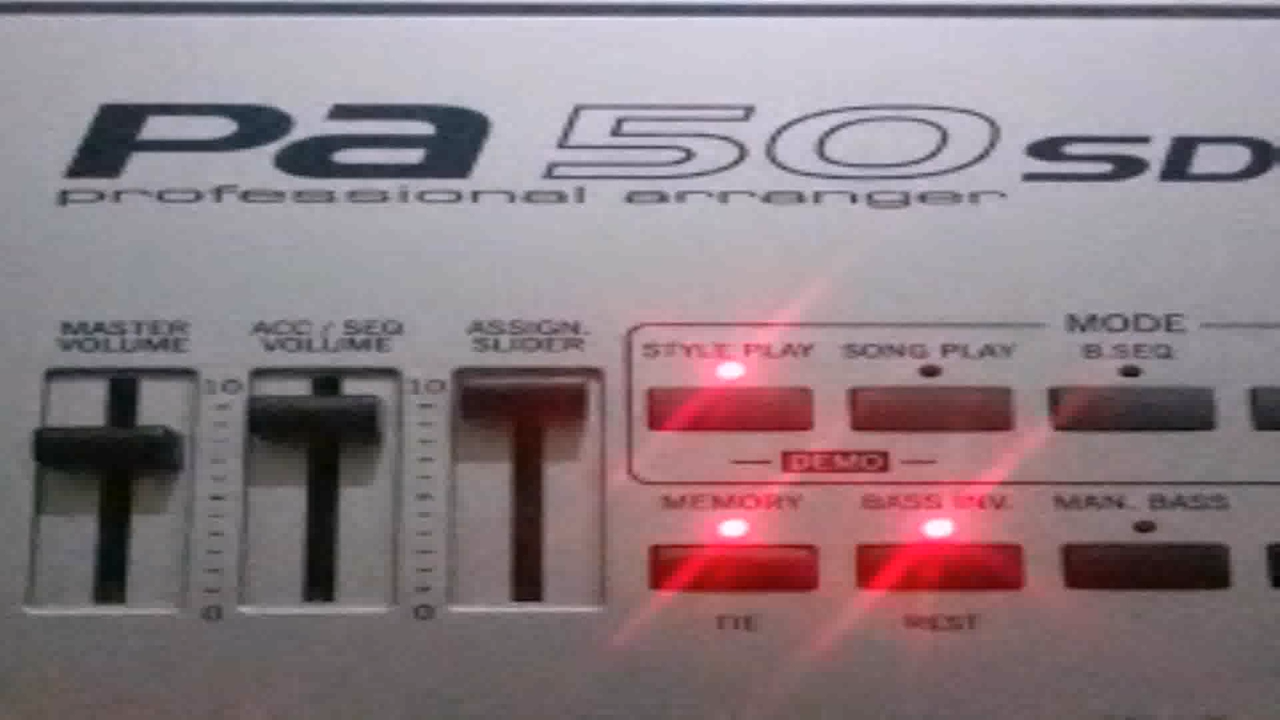 Pa 50 SD
professional arranger
MASTER VOLUME
ACC / SEQ VOLUME
ASSIGN. SLIDER
MODE
STYLE PLAY
SONG PLAY
B.SEQ
10
10
DEMO
MEMORY
BASS INV.
MAN. BASS
0
0
TIE
REST